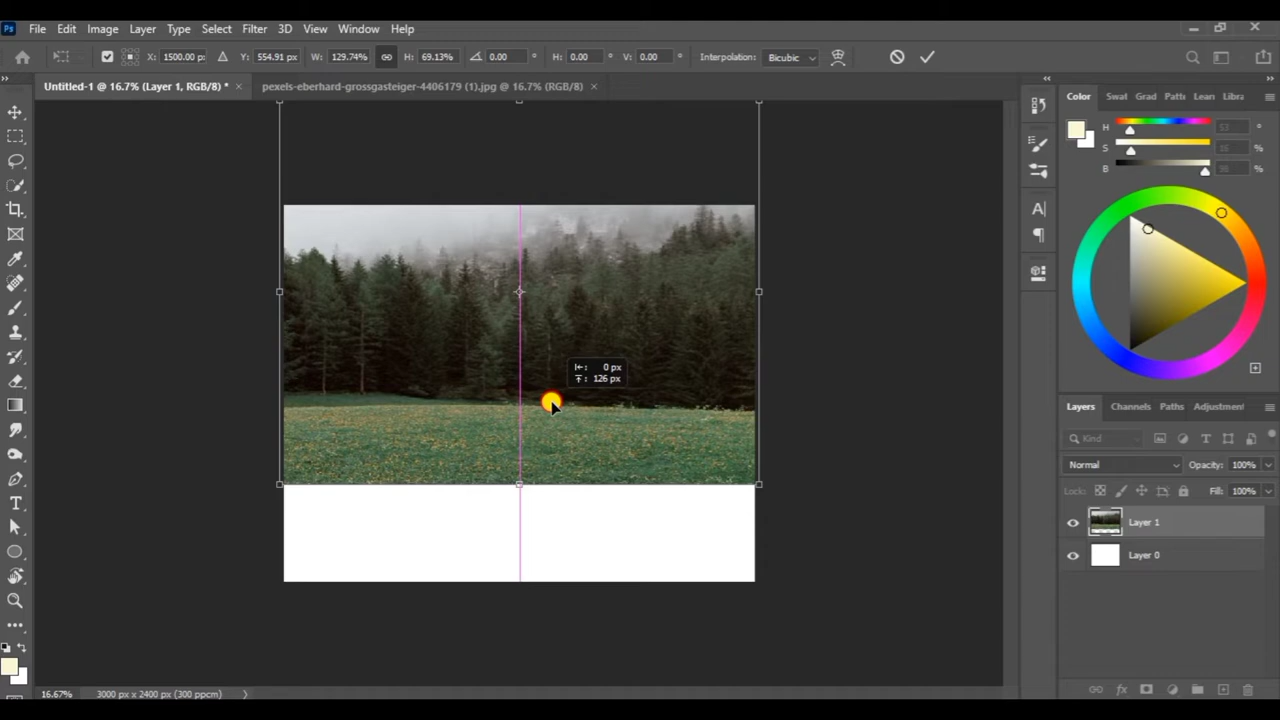 Ps File Edit Image Layer Type Select Filter 3D View Window Help
X: 1500.00 px Y: 554.91 px W: 129.74% H: 69.13% 0.00 ° H: 0.00 ° V: 0.00 ° Interpolation: Bicubic
Untitled-1 @ 16.7% (Layer 1, RGB/8) * × pexels-eberhard-grossgasteiger-4406179 (1).jpg @ 16.7% (RGB/8) ×
Color Swat Grad Patt Lean Libra
H 53 °
S 16 %
B %
0 px
126 px
Layers Channels Paths Adjustment
Kind
Normal Opacity: 100%
Lock: Fill: 100%
Layer 1
Layer 0
16.67% 3000 px x 2400 px (300 ppcm)